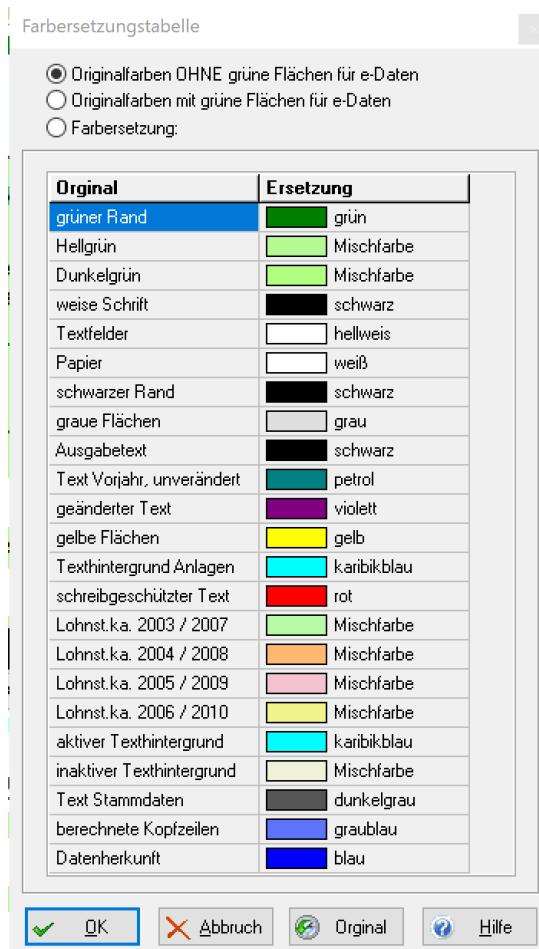 Farbersetzungstabelle
Originalfarben OHNE grüne Flächen für e-Daten
Originalfarben mit grüne Flächen für e-Daten
Farbersetzung:
Orginal Ersetzung
grüner Rand grün
Hellgrün Mischfarbe
Dunkelgrün Mischfarbe
weise Schrift schwarz
Textfelder hellweis
Papier weiß
schwarzer Rand schwarz
graue Flächen grau
Ausgabetext schwarz
Text Vorjahr, unverändert petrol
geänderter Text violett
gelbe Flächen gelb
Texthintergrund Anlagen karibikblau
schreibgeschützter Text rot
Lohnst.ka. 2003 / 2007 Mischfarbe
Lohnst.ka. 2004 / 2008 Mischfarbe
Lohnst.ka. 2005 / 2009 Mischfarbe
Lohnst.ka. 2006 / 2010 Mischfarbe
aktiver Texthintergrund karibikblau
inaktiver Texthintergrund Mischfarbe
Text Stammdaten dunkelgrau
berechnete Kopfzeilen graublau
Datenherkunft blau
OK Abbruch Orginal Hilfe